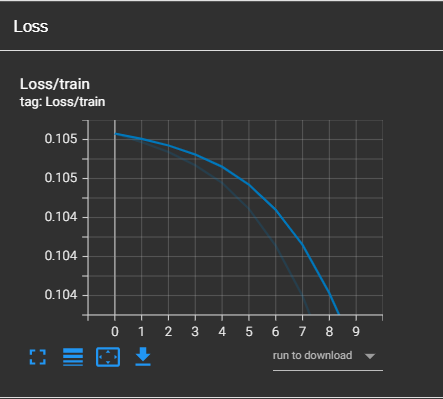 Loss
Loss/train
tag: Loss/train
0.105
0.105
0.104
0.104
0.104
0 1 2 3 4 5 6 7 8 9
run to download